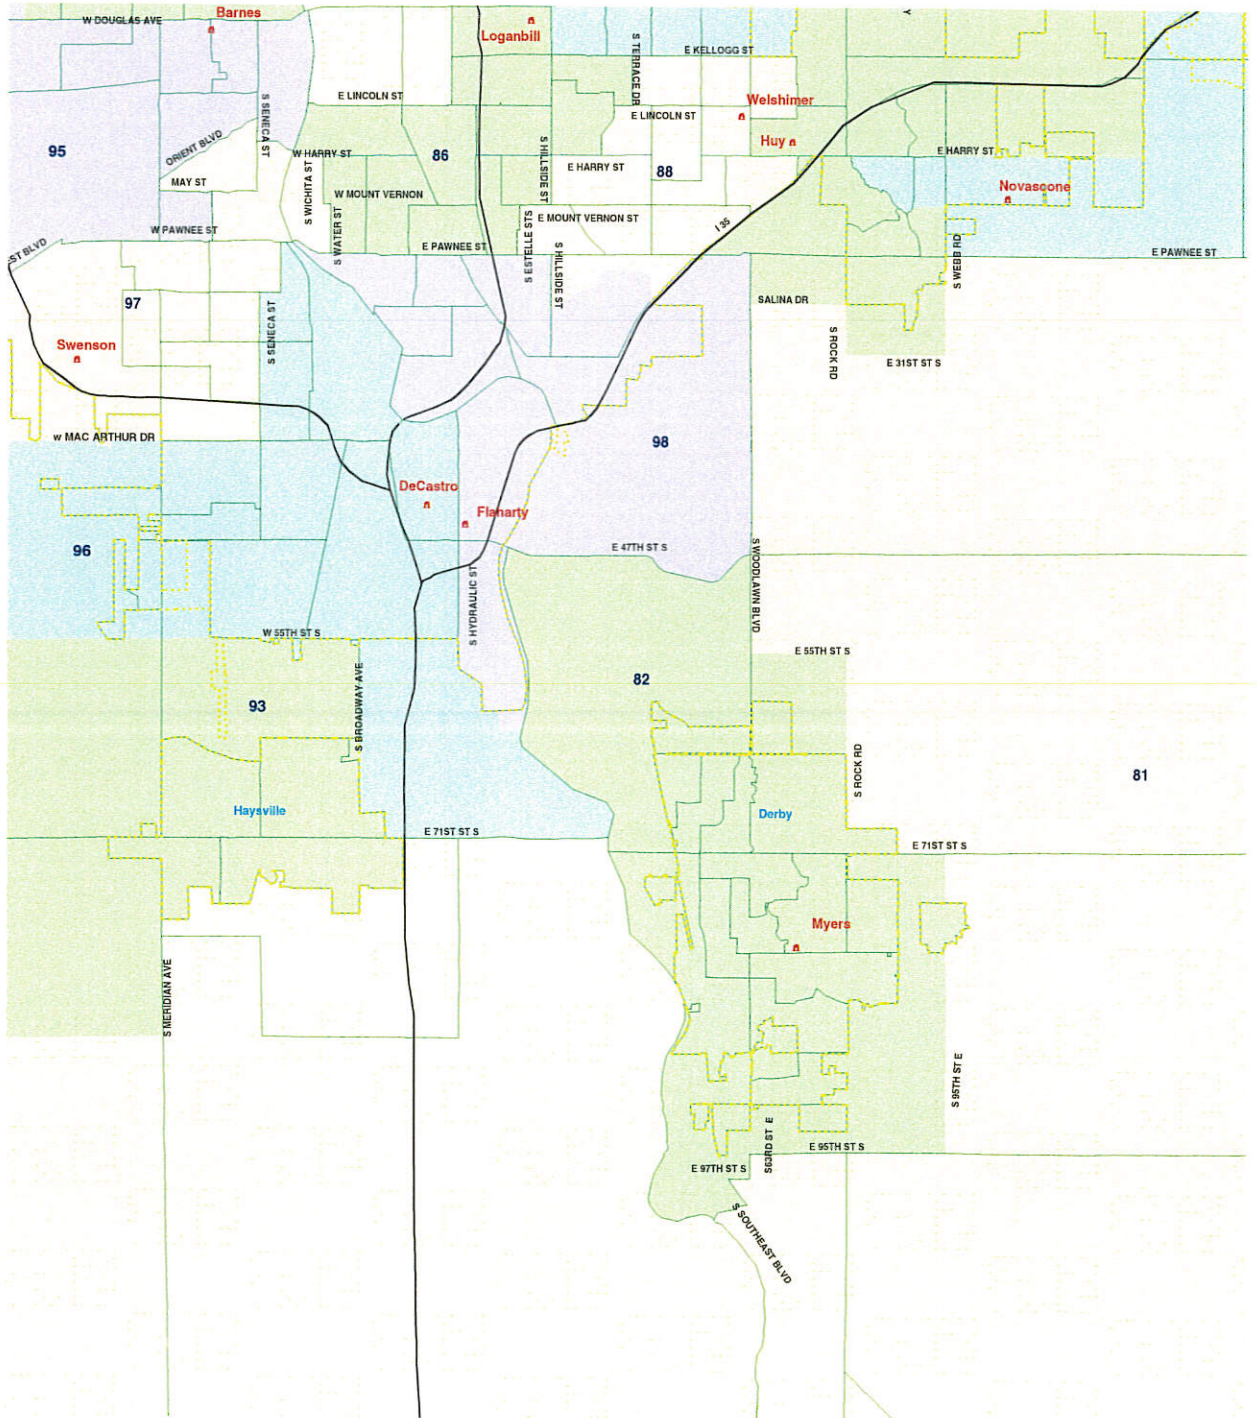 Barnes
W DOUGLAS AVE
Loganbill
Y
S TERRACE DR
E KELLOGG ST
E LINCOLN ST
Welshimer
E LINCOLN ST
S SENECA ST
ORIENT BLVD
95
86
Huy
W HARRY ST
S HILLSIDE ST
E HARRY ST
E HARRY ST
88
MAY ST
S WICHITA ST
W MOUNT VERNON
Novascone
S WATER ST
E MOUNT VERNON ST
S ESTELLE STS
I 35
W PAWNEE ST
E PAWNEE ST
S HILLSIDE ST
S WEBB RD
E PAWNEE ST
ST BLVD
97
SALINA DR
S SENECA ST
S ROCK RD
Swenson
E 31ST ST S
W MAC ARTHUR DR
98
DeCastro
Flaharty
96
E 47TH ST S
S WOODLAWN BLVD
S HYDRAULIC ST
W 55TH ST S
E 55TH ST S
82
93
S BROADWAY AVE
S ROCK RD
81
Haysville
Derby
E 71ST ST S
E 71ST ST S
Myers
S MERIDIAN AVE
S 95TH ST E
S63RD ST E
E 95TH ST S
E 97TH ST S
S SOUTHEAST BLVD